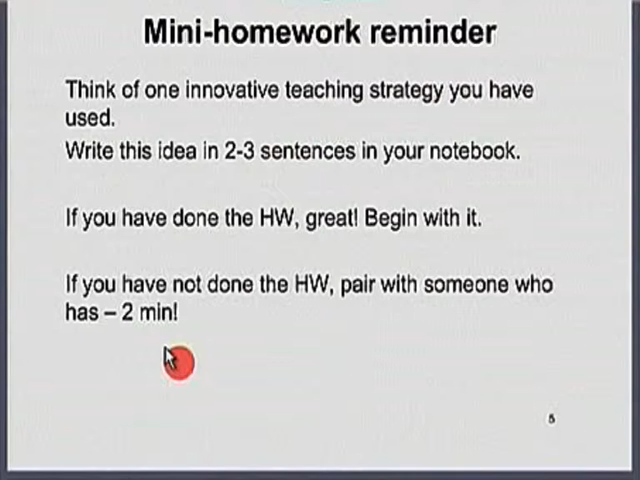 Mini-homework reminder
Think of one innovative teaching strategy you have
used.
Write this idea in 2-3 sentences in your notebook.
If you have done the HW, great! Begin with it.
If you have not done the HW, pair with someone who
has – 2 min!
5